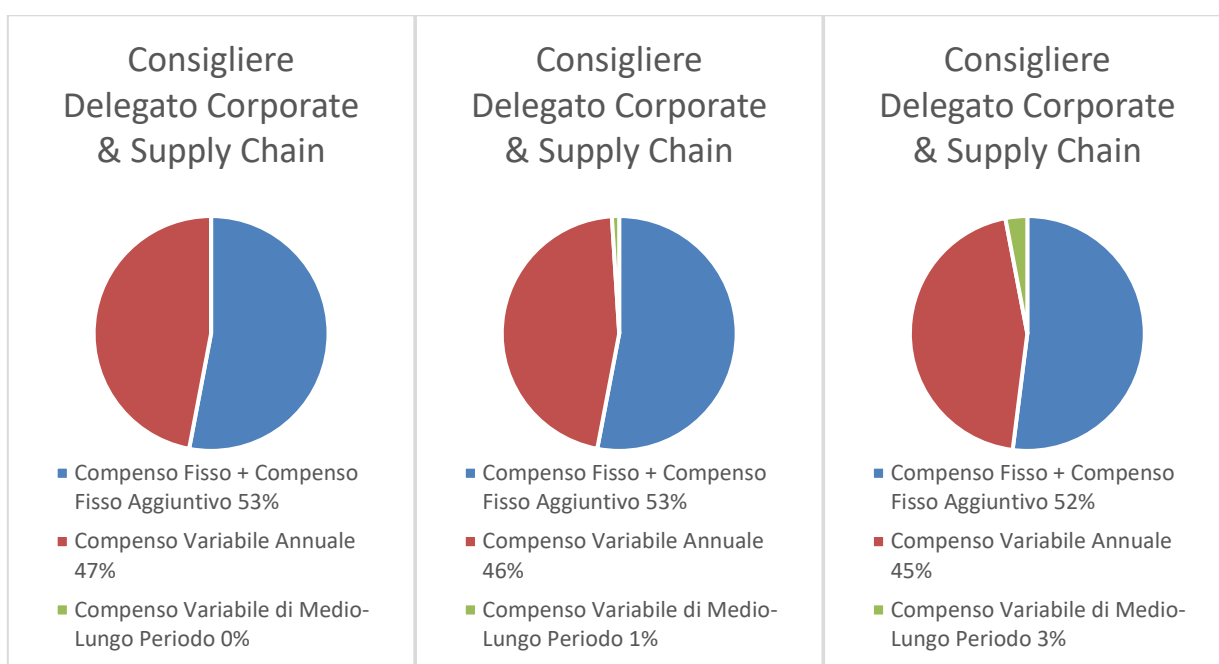 Consigliere
Delegato Corporate
& Supply Chain
Compenso Fisso + Compenso
Fisso Aggiuntivo 53%
Compenso Variabile Annuale
47%
Compenso Variabile di Medio-
Lungo Periodo 0%
Consigliere
Delegato Corporate
& Supply Chain
Compenso Fisso + Compenso
Fisso Aggiuntivo 53%
Compenso Variabile Annuale
46%
Compenso Variabile di Medio-
Lungo Periodo 1%
Consigliere
Delegato Corporate
& Supply Chain
Compenso Fisso + Compenso
Fisso Aggiuntivo 52%
Compenso Variabile Annuale
45%
Compenso Variabile di Medio-
Lungo Periodo 3%